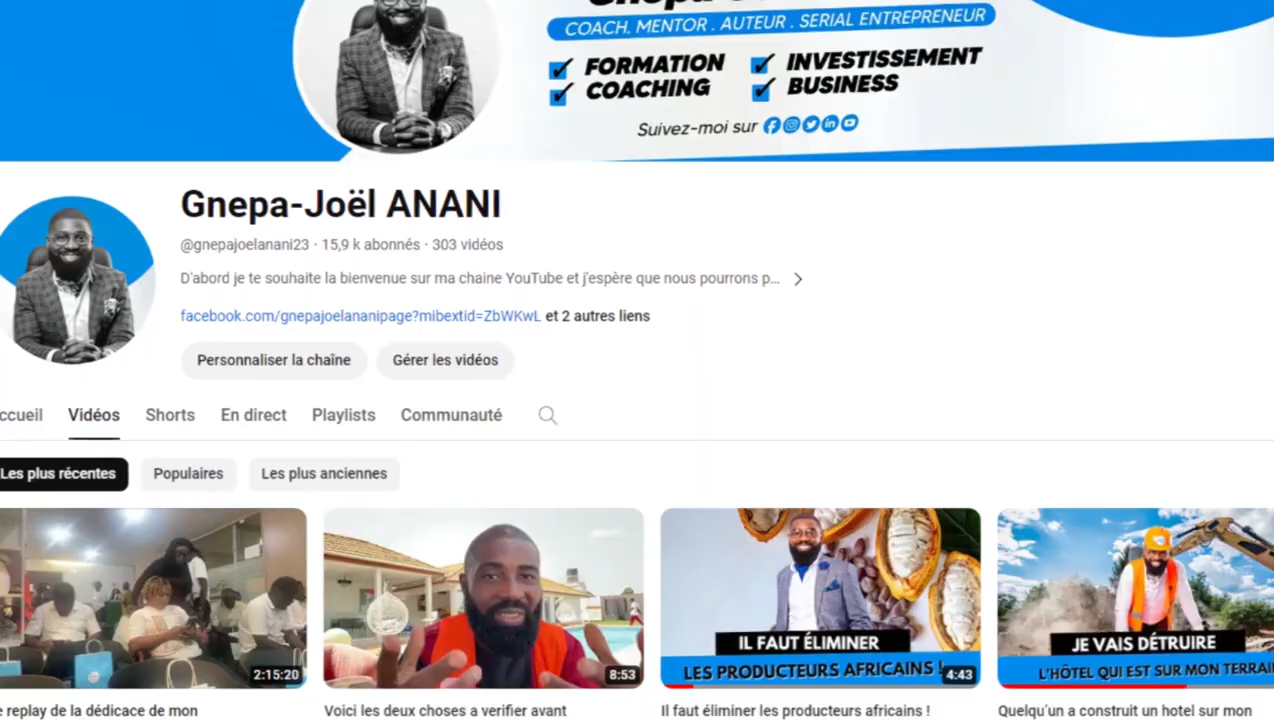 COACH. MENTOR . AUTEUR . SERIAL ENTREPRENEUR
FORMATION
COACHING
INVESTISSEMENT
BUSINESS
Suivez-moi sur
Gnepa-Joël ANANI
@gnepajoelanani23 · 15,9 k abonnés · 303 vidéos
D'abord je te souhaite la bienvenue sur ma chaine YouTube et j'espère que nous pourrons p...
facebook.com/gnepajoelananipage?mibextid=ZbWKwL et 2 autres liens
Personnaliser la chaîne
Gérer les vidéos
ccueil Vidéos Shorts En direct Playlists Communauté
Les plus récentes
Populaires
Les plus anciennes
2:15:20
8:53
IL FAUT ÉLIMINER
LES PRODUCTEURS AFRICAINS !
4:43
JE VAIS DÉTRUIRE
L'HÔTEL QUI EST SUR MON TERRAI
e replay de la dédicace de mon
Voici les deux choses a verifier avant
Il faut éliminer les producteurs africains !
Quelqu'un a construit un hotel sur mon